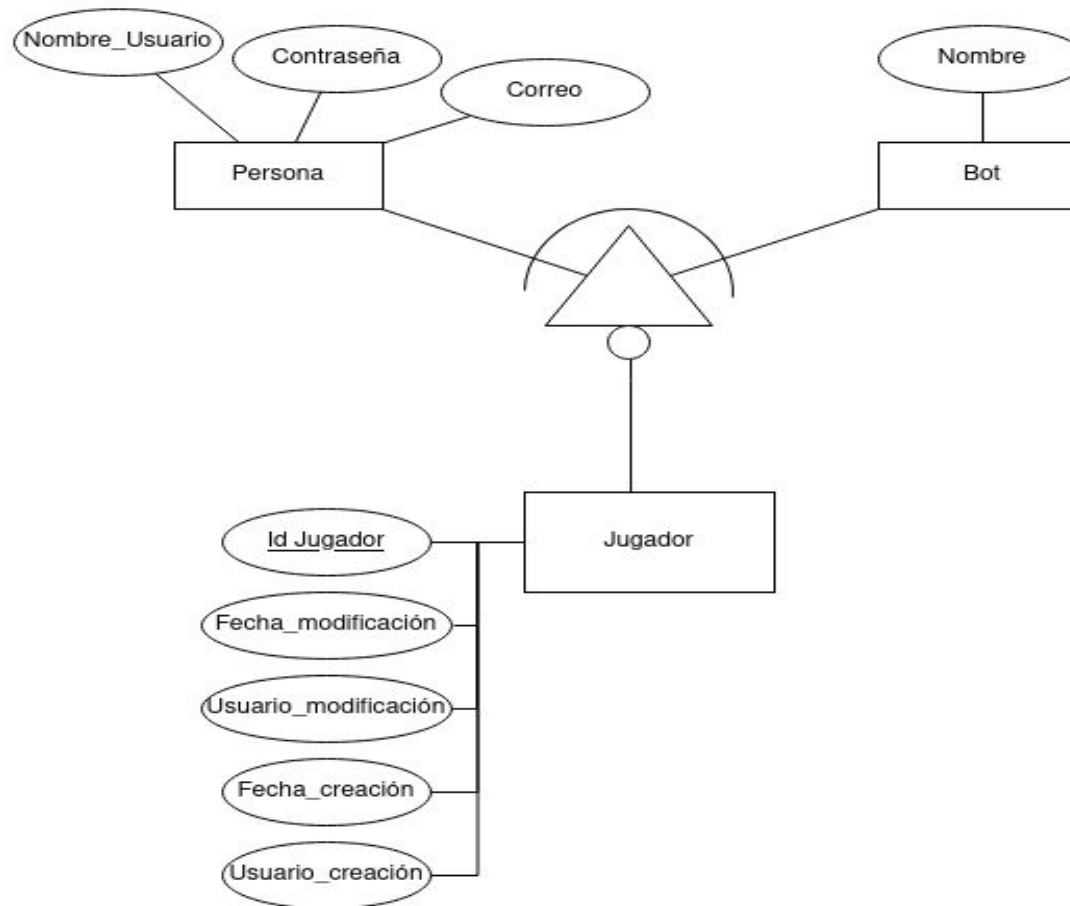 Nombre_Usuario
Contraseña
Correo
Nombre
Persona
Bot
Id Jugador
Jugador
Fecha_modificación
Usuario_modificación
Fecha_creación
Usuario_creación